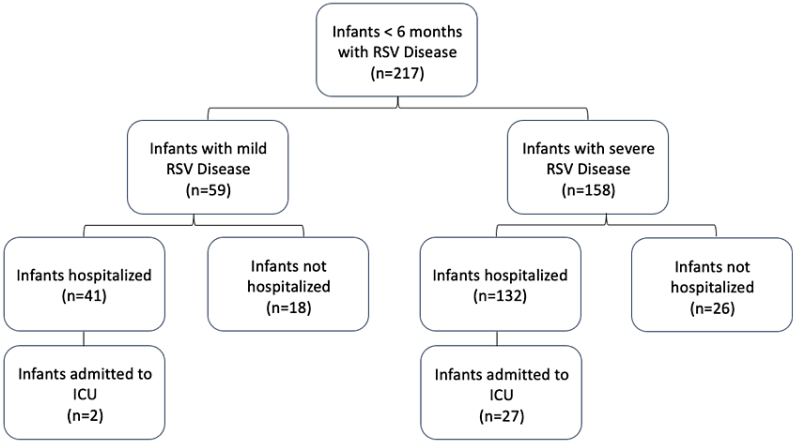 Infants < 6 months
with RSV Disease
(n=217)
Infants with mild
RSV Disease
(n=59)
Infants with severe
RSV Disease
(n=158)
Infants hospitalized
(n=41)
Infants not
hospitalized
(n=18)
Infants hospitalized
(n=132)
Infants not
hospitalized
(n=26)
Infants admitted to
ICU
(n=2)
Infants admitted to
ICU
(n=27)